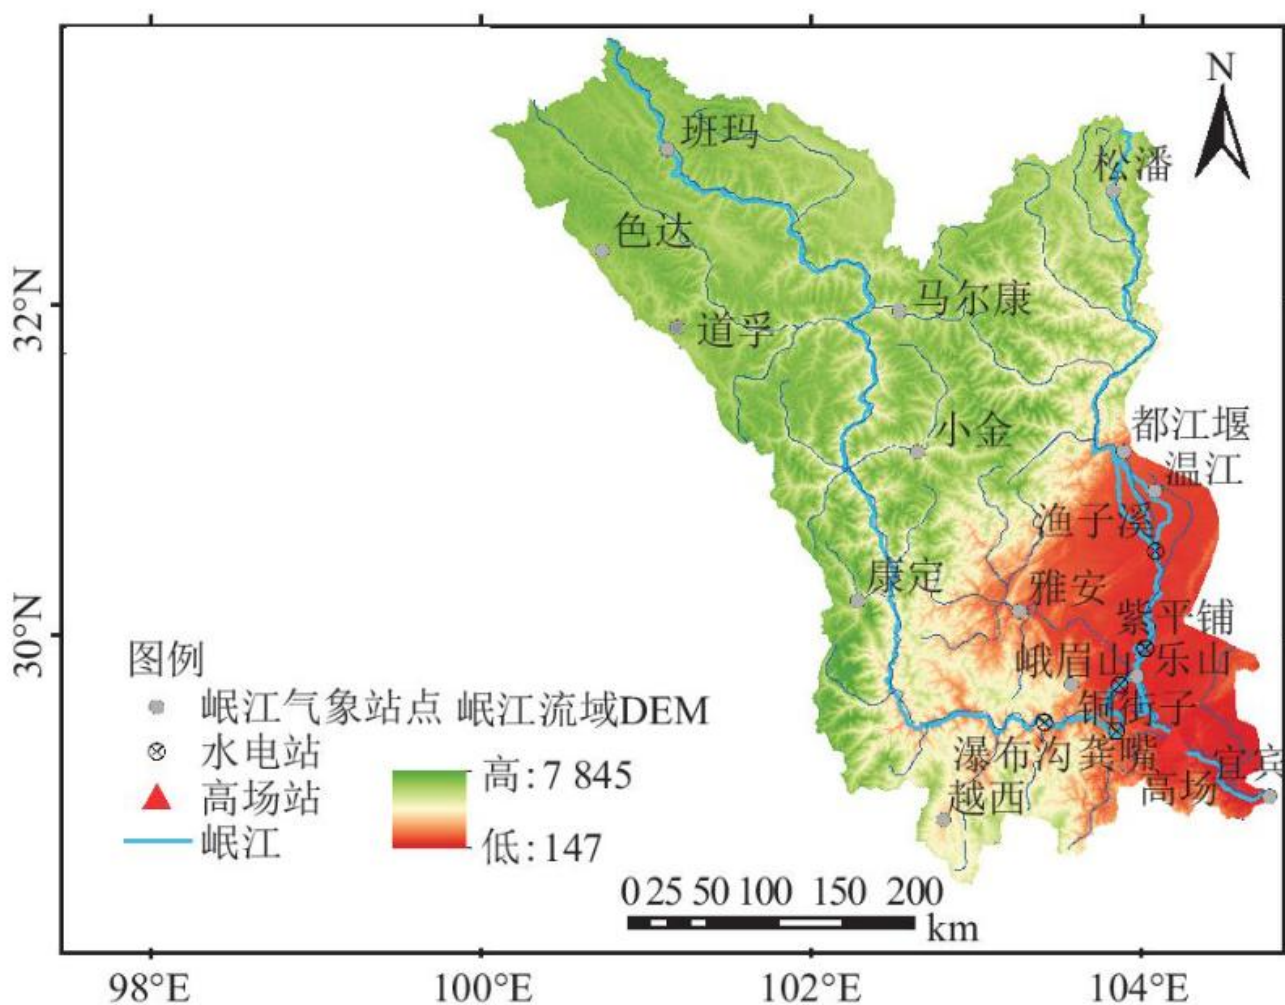 N
班玛
松潘
色达
马尔康
道孚
32°N
小金
都江堰
温江
渔子溪
康定
雅安
紫平铺
30°N
峨眉山
乐山
铜街子
瀑布沟
龚嘴
宜宾
高场
越西
图例
岷江气象站点
水电站
高场站
岷江
岷江流域DEM
高:7 845
低:147
0 25 50 100 150 200
km
98°E
100°E
102°E
104°E